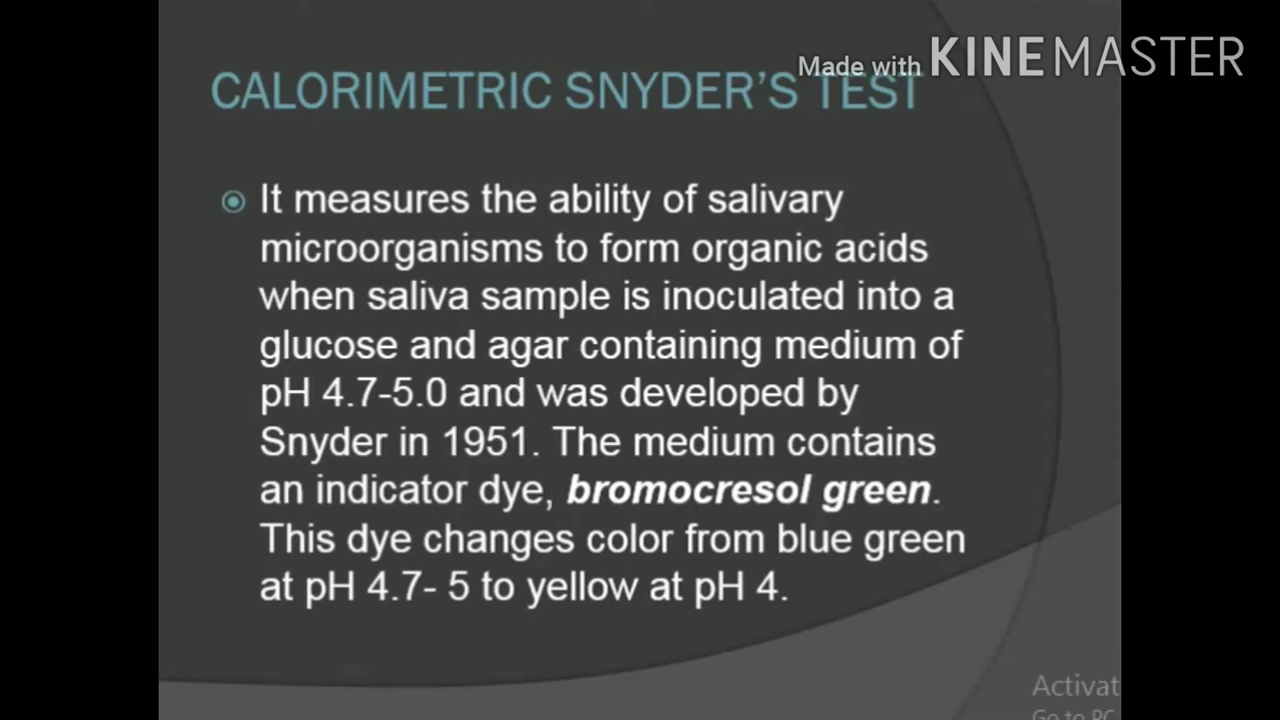 Made with KINEMASTER
CALORIMETRIC SNYDER'S TEST
It measures the ability of salivary
microorganisms to form organic acids
when saliva sample is inoculated into a
glucose and agar containing medium of
pH 4.7-5.0 and was developed by
Snyder in 1951. The medium contains
an indicator dye, bromocresol green.
This dye changes color from blue green
at pH 4.7- 5 to yellow at pH 4.
Activat
Go to PC